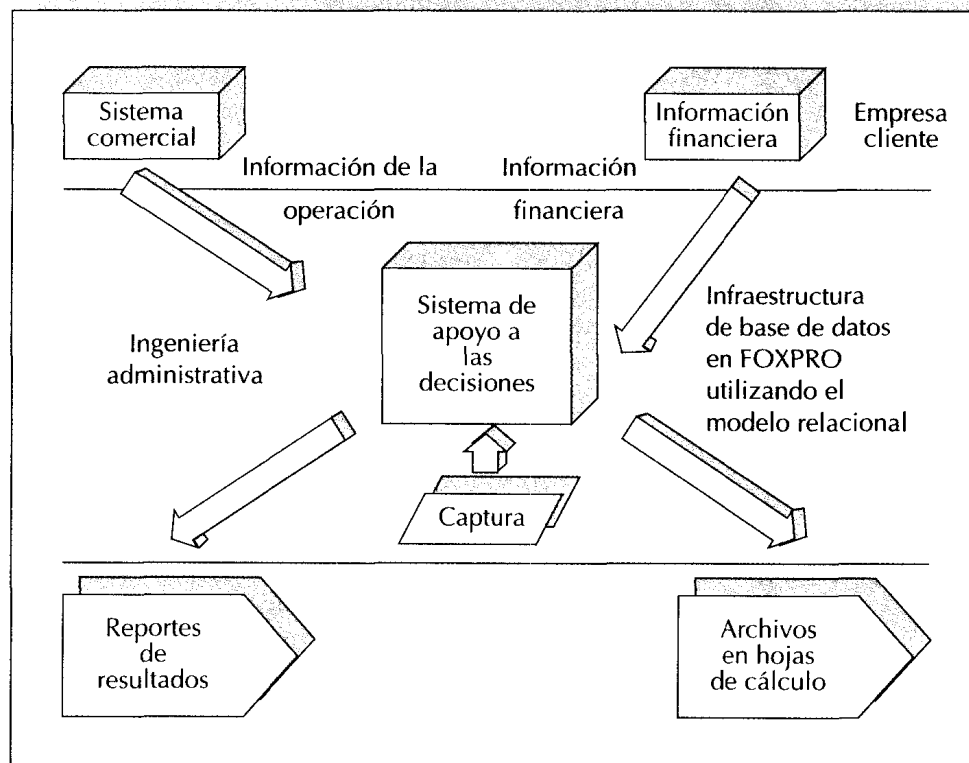 Sistema
comercial
Información
financiera
Empresa
cliente
Información de la
operación
Información
financiera
Sistema de
apoyo a
las
decisiones
Ingeniería
administrativa
Infraestructura
de base de datos
en FOXPRO
utilizando el
modelo relacional
Captura
Reportes
de
resultados
Archivos
en hojas
de cálculo